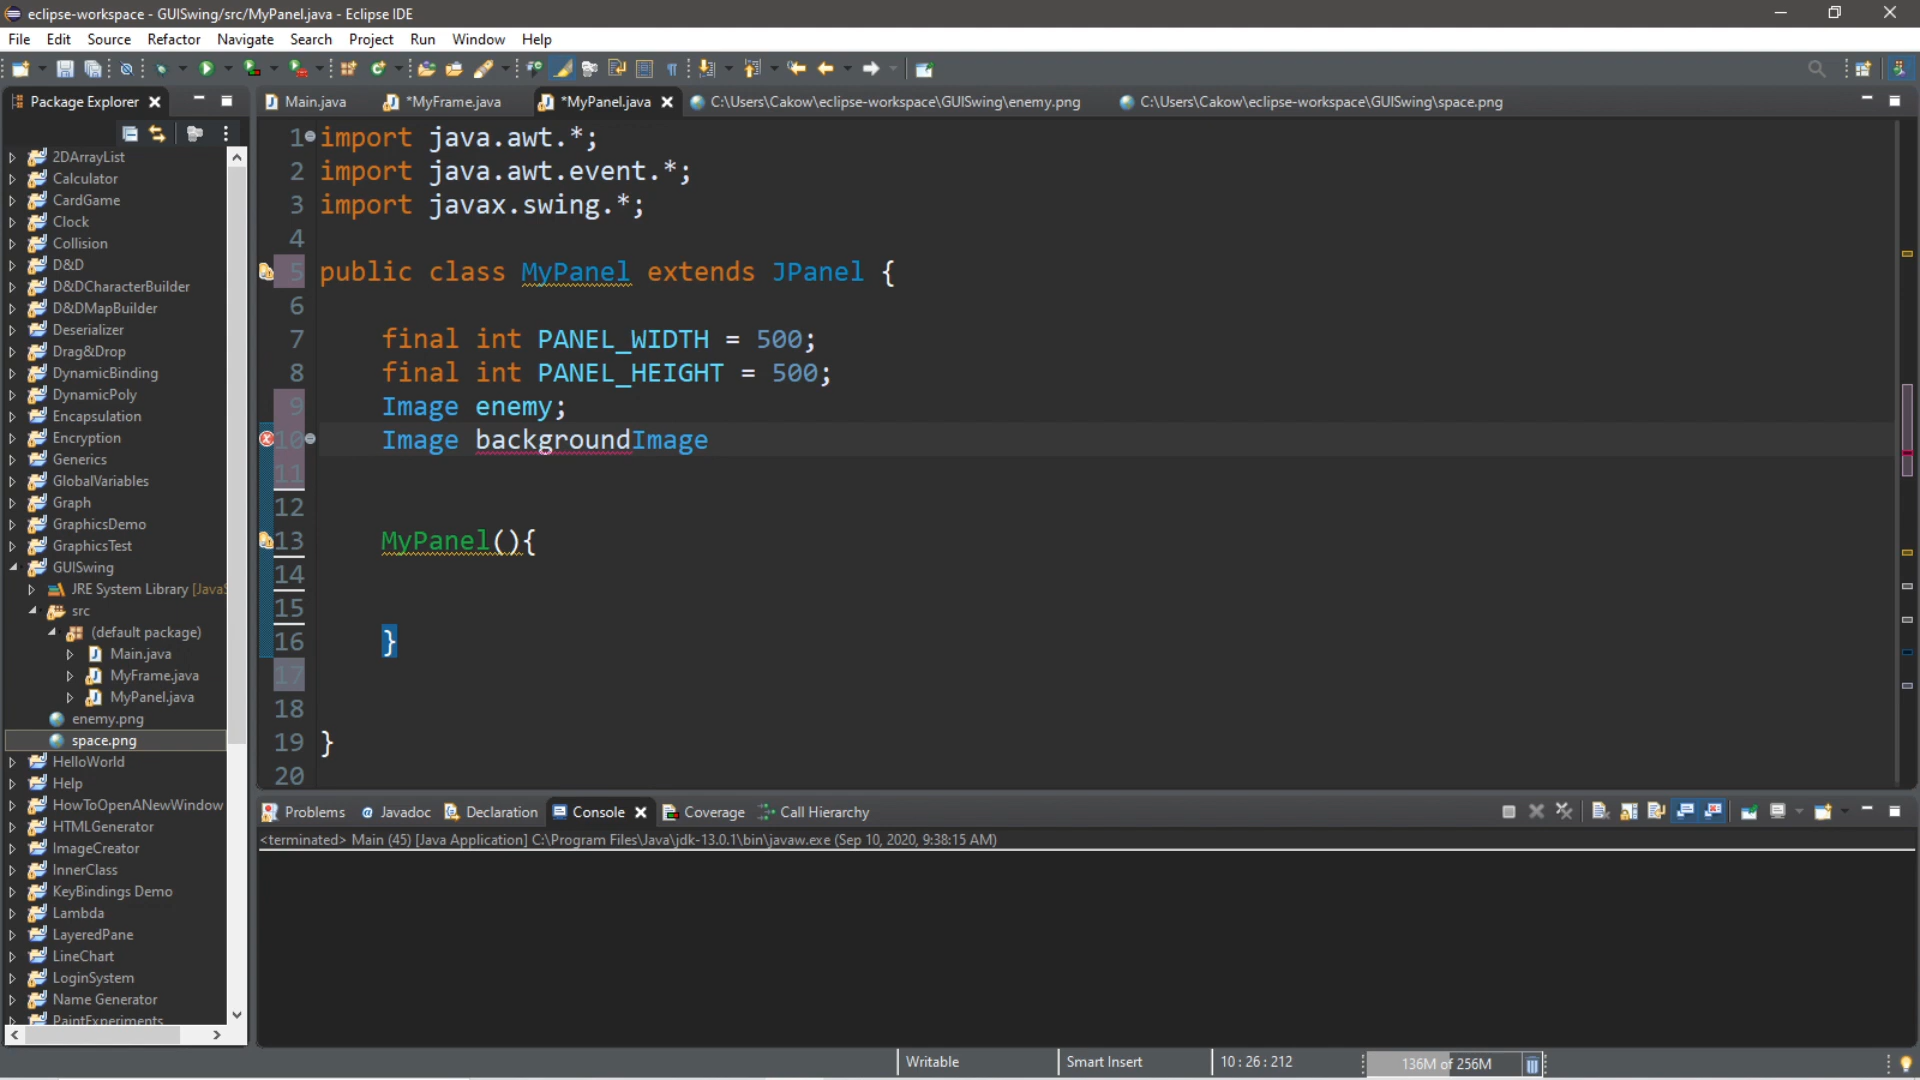 eclipse-workspace - GUISwing/src/MyPanel.java - Eclipse IDE
File Edit Source Refactor Navigate Search Project Run Window Help
Package Explorer
Main.java *MyFrame.java *MyPanel.java C:\Users\Cakow\eclipse-workspace\GUISwing\enemy.png C:\Users\Cakow\eclipse-workspace\GUISwing\space.png
2DArrayList
Calculator
CardGame
Clock
Collision
D&D
D&DCharacterBuilder
D&DMapBuilder
Deserializer
Drag&Drop
DynamicBinding
DynamicPoly
Encapsulation
Encryption
Generics
GlobalVariables
Graph
GraphicsDemo
GraphicsTest
GUISwing
JRE System Library [JavaS
src
(default package)
Main.java
MyFrame.java
MyPanel.java
enemy.png
space.png
HelloWorld
Help
HowToOpenANewWindow
HTMLGenerator
ImageCreator
InnerClass
KeyBindings Demo
Lambda
LayeredPane
LineChart
LoginSystem
Name Generator
PaintExperiments
1 import java.awt.*;
2 import java.awt.event.*;
3 import javax.swing.*;
4
5 public class MyPanel extends JPanel {
6
7 final int PANEL_WIDTH = 500;
8 final int PANEL_HEIGHT = 500;
9 Image enemy;
10 Image backgroundImage
11
12
13 MyPanel(){
14
15
16 }
17
18
19 }
20
Problems Javadoc Declaration Console Coverage Call Hierarchy
<terminated> Main (45) [Java Application] C:\Program Files\Java\jdk-13.0.1\bin\javaw.exe (Sep 10, 2020, 9:38:15 AM)
Writable Smart Insert 10 : 26 : 212 136M of 256M